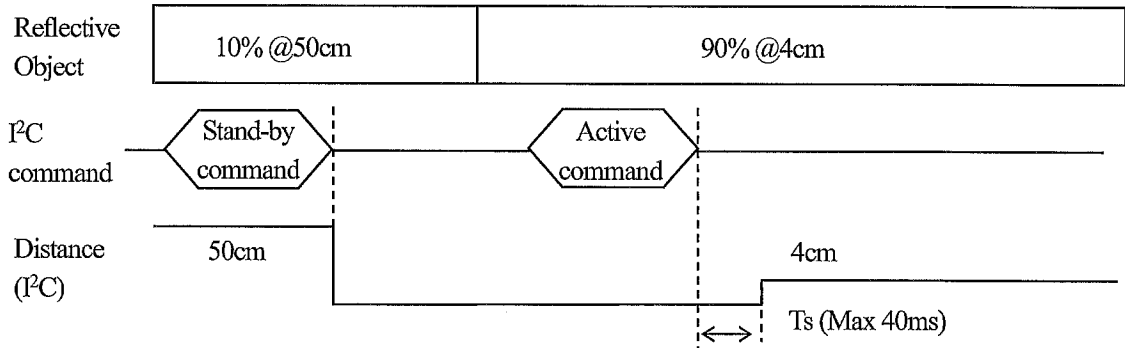 Reflective
Object
10% @50cm
90% @4cm
I²C
command
Stand-by
command
Active
command
Distance
(I²C)
50cm
4cm
Ts (Max 40ms)